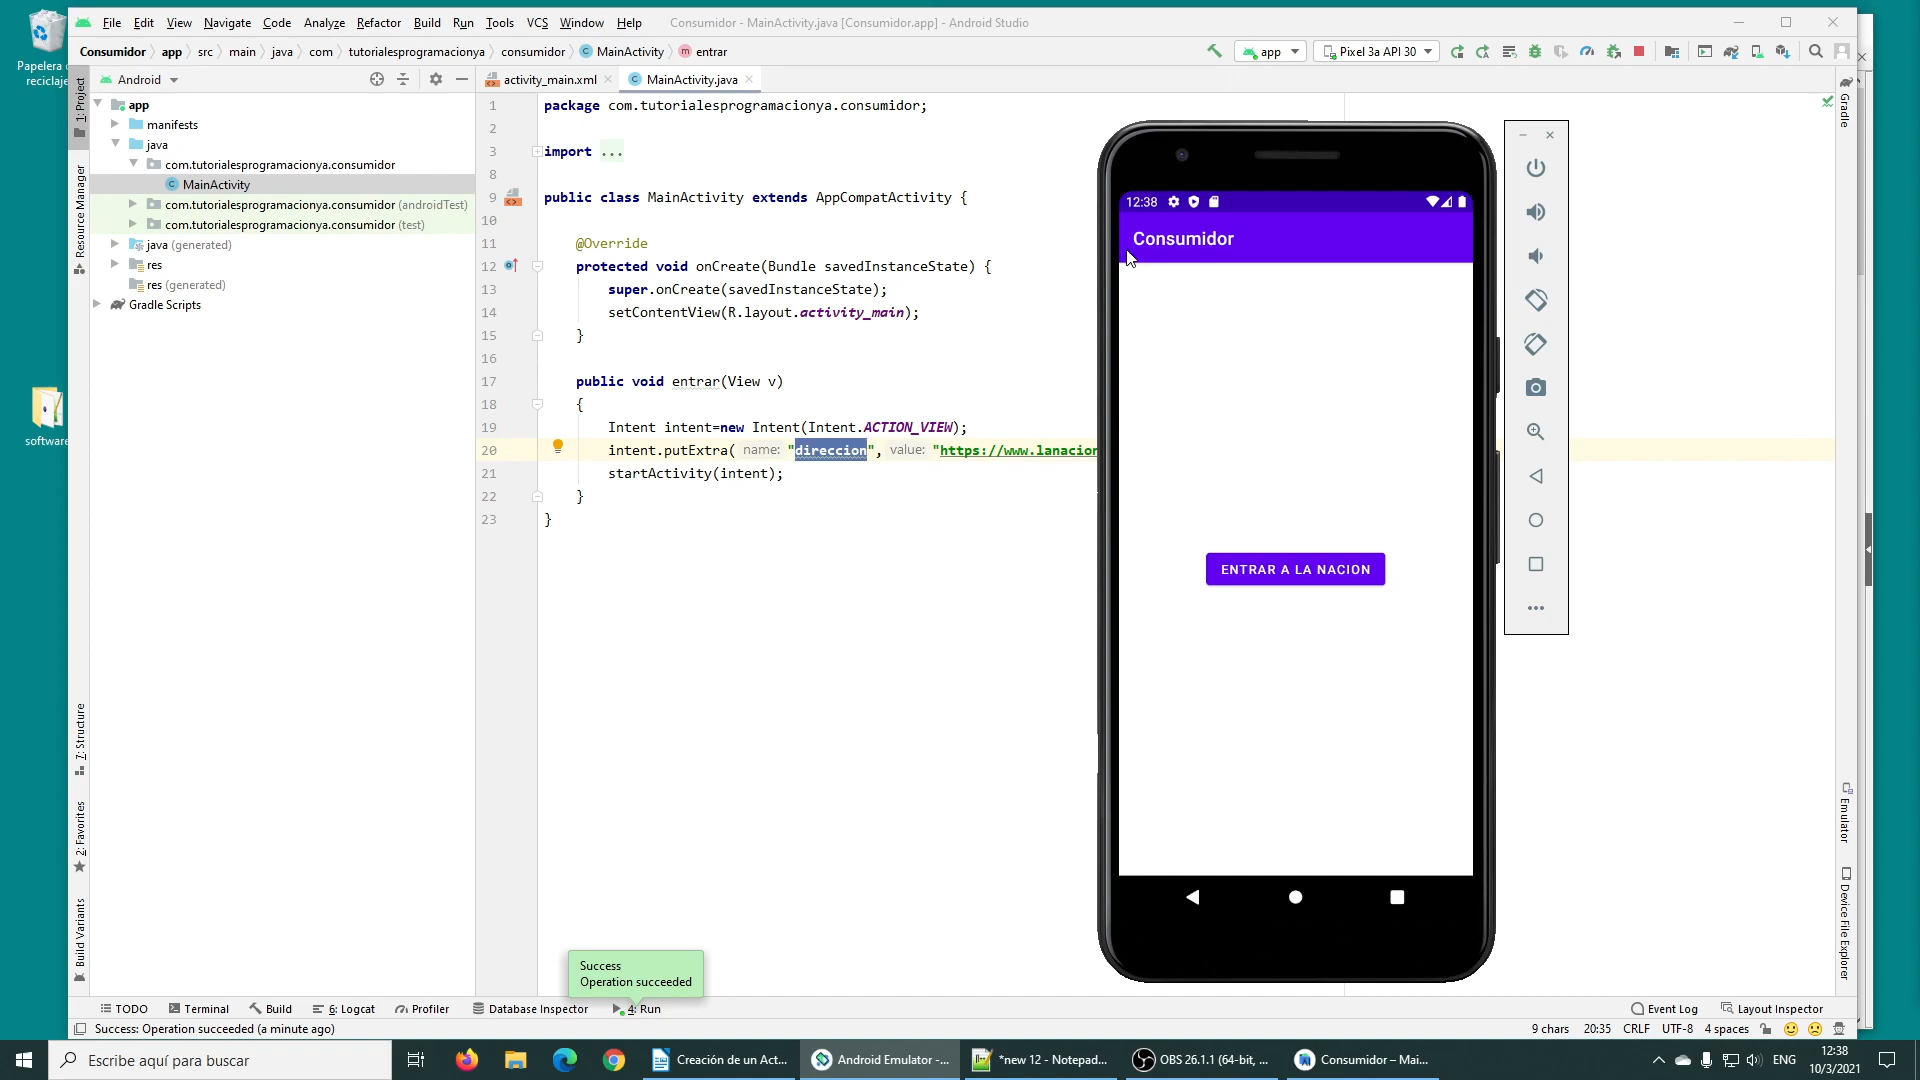 Papelera d
reciclaje
software
File Edit View Navigate Code Analyze Refactor Build Run Tools VCS Window Help Consumidor - MainActivity.java [Consumidor.app] - Android Studio
Consumidor app src main java com tutorialesprogramacionya consumidor MainActivity entrar
app Pixel 3a API 30
Android
activity_main.xml MainActivity.java
1: Project
Resource Manager
7: Structure
2: Favorites
Build Variants
app
manifests
java
com.tutorialesprogramacionya.consumidor
MainActivity
com.tutorialesprogramacionya.consumidor (androidTest)
com.tutorialesprogramacionya.consumidor (test)
java (generated)
res
res (generated)
Gradle Scripts
1 package com.tutorialesprogramacionya.consumidor;
2
3 import ...
8
9 public class MainActivity extends AppCompatActivity {
10
11 @Override
12 protected void onCreate(Bundle savedInstanceState) {
13 super.onCreate(savedInstanceState);
14 setContentView(R.layout.activity_main);
15 }
16
17 public void entrar(View v)
18 {
19 Intent intent=new Intent(Intent.ACTION_VIEW);
20 intent.putExtra( name: "direccion", value: "https://www.lanacion
21 startActivity(intent);
22 }
23 }
12:38
Consumidor
ENTRAR A LA NACION
Gradle
Emulator
Device File Explorer
Success
Operation succeeded
TODO Terminal Build 6: Logcat Profiler Database Inspector 4: Run Event Log Layout Inspector
Success: Operation succeeded (a minute ago) 9 chars 20:35 CRLF UTF-8 4 spaces
Escribe aquí para buscar
Creación de un Act... Android Emulator -... *new 12 - Notepad... OBS 26.1.1 (64-bit, ... Consumidor – Mai...
ENG
12:38
10/3/2021